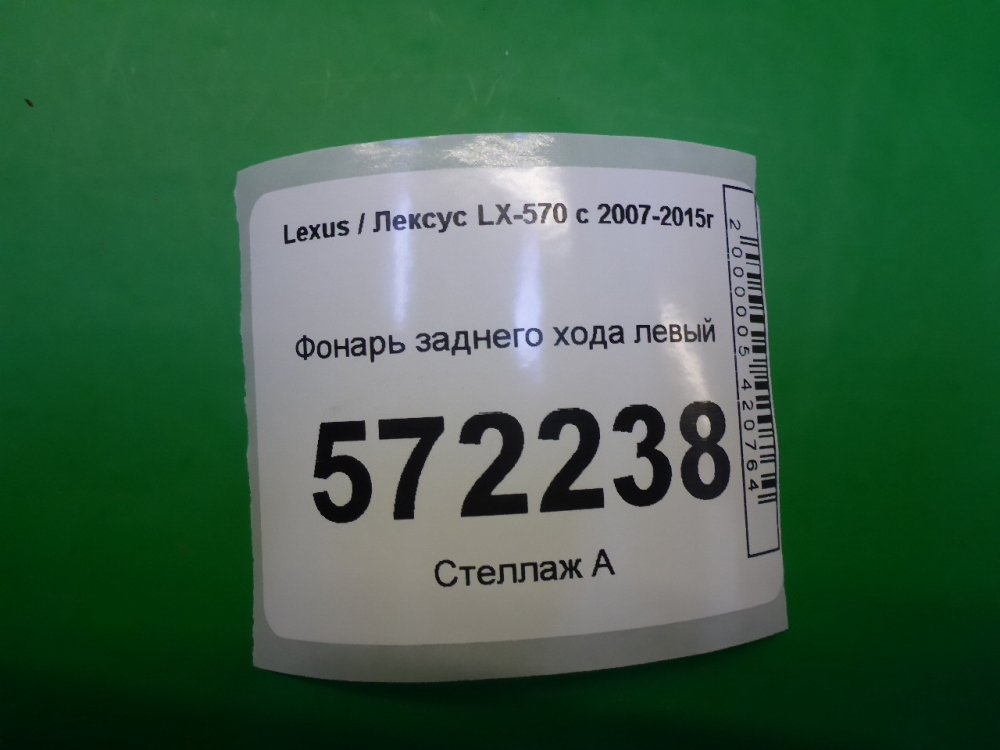 Lexus / Лексус LX-570 с 2007-2015г
Фонарь заднего хода левый
572238
Стеллаж А
2000005420764